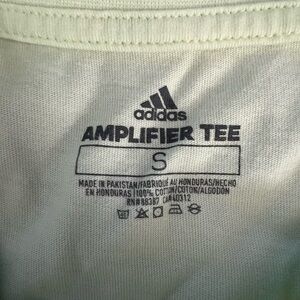 adidas
AMPLIFIER TEE
S
MADE IN PAKISTAN/FABRIQUÉ AU HONDURAS/HECHO
EN HONDURAS/100% COTTON/COTON/ALGODON
RN#88387 CA#40312